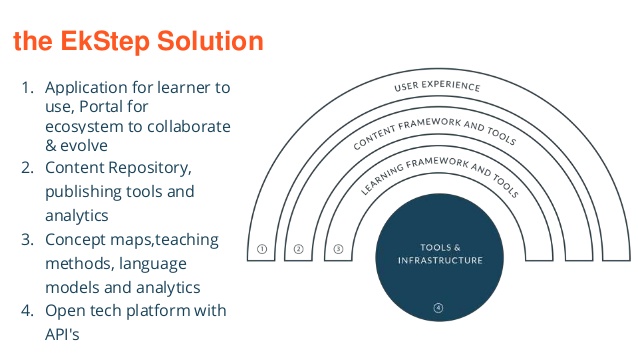 the EkStep Solution
1. Application for learner to
use, Portal for
ecosystem to collaborate
& evolve
2. Content Repository,
publishing tools and
analytics
3. Concept maps,teaching
methods, language
models and analytics
4. Open tech platform with
API's
USER EXPERIENCE
CONTENT FRAMEWORK AND TOOLS
LEARNING FRAMEWORK AND TOOLS
1
2
3
TOOLS &
INFRASTRUCTURE
4